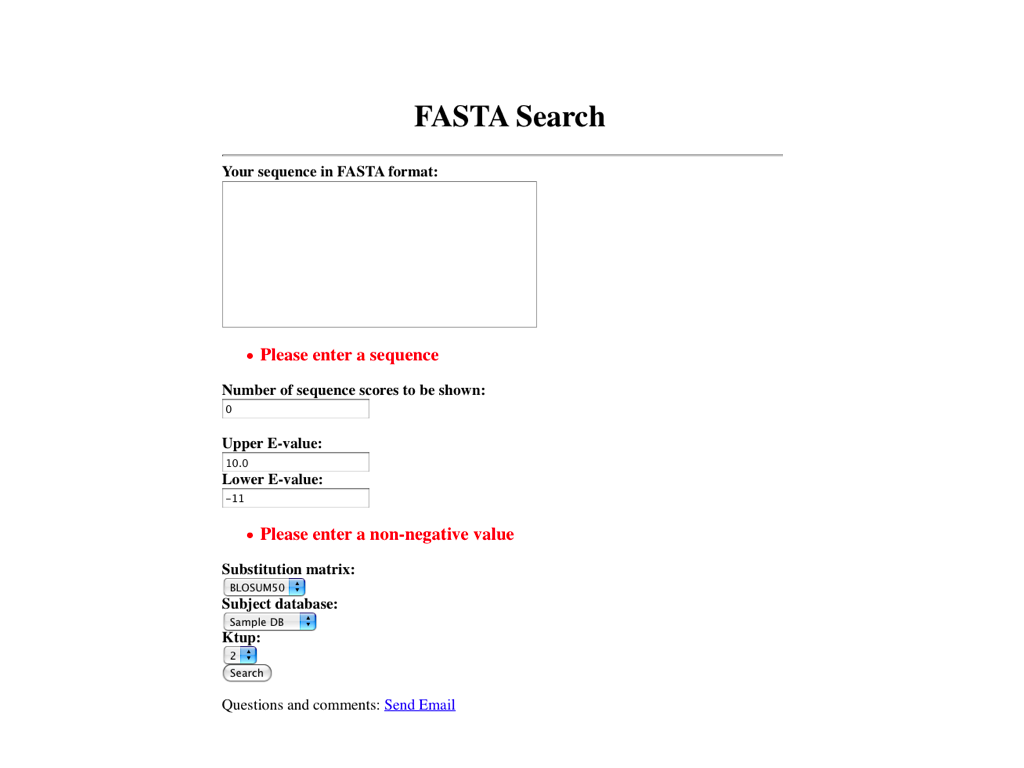 FASTA Search
Your sequence in FASTA format:
• Please enter a sequence
Number of sequence scores to be shown:
0
Upper E-value:
10.0
Lower E-value:
-11
• Please enter a non-negative value
Substitution matrix:
BLOSUM50
Subject database:
Sample DB
Ktup:
2
Search
Questions and comments: Send Email